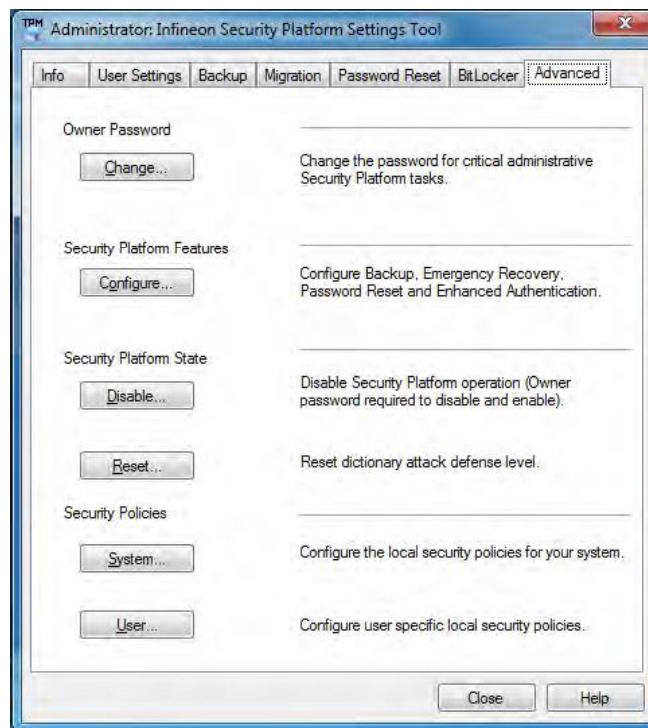 TPM
Administrator: Infineon Security Platform Settings Tool
Info User Settings Backup Migration Password Reset BitLocker Advanced
Owner Password
Change...
Change the password for critical administrative
Security Platform tasks.
Security Platform Features
Configure...
Configure Backup, Emergency Recovery,
Password Reset and Enhanced Authentication.
Security Platform State
Disable...
Disable Security Platform operation (Owner
password required to disable and enable).
Reset...
Reset dictionary attack defense level.
Security Policies
System...
Configure the local security policies for your system.
User...
Configure user specific local security policies.
Close Help